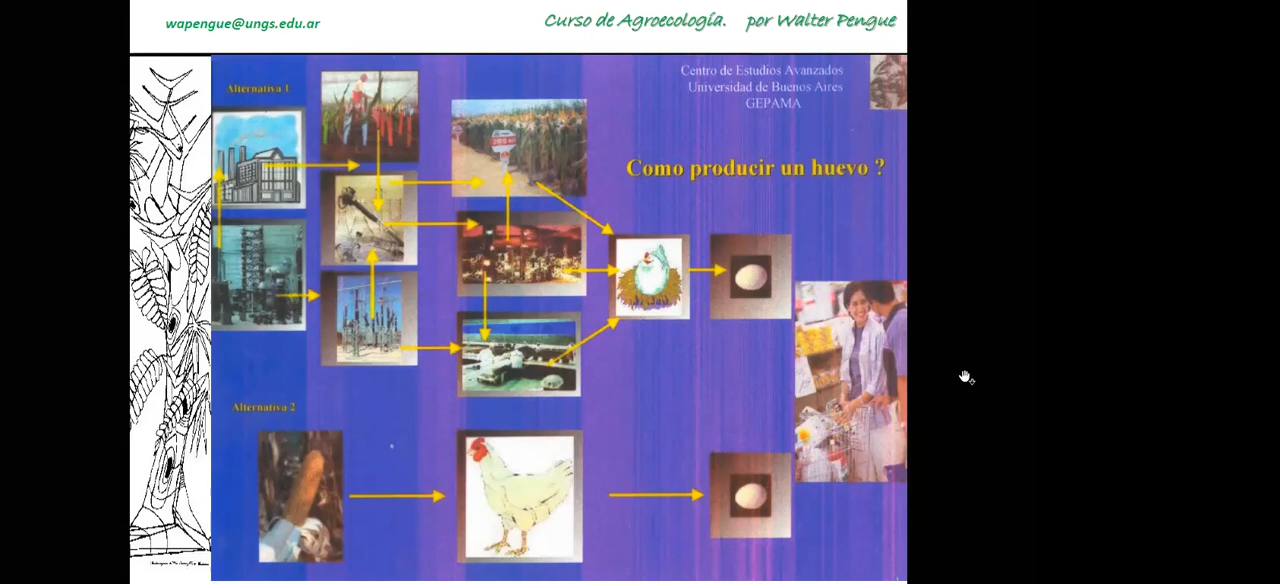 wapengue@ungs.edu.ar
Curso de Agroecología. por Walter Pengue
Centro de Estudios Avanzados
Universidad de Buenos Aires
GEPAMA
Alternativa 1
Como producir un huevo ?
Alternativa 2